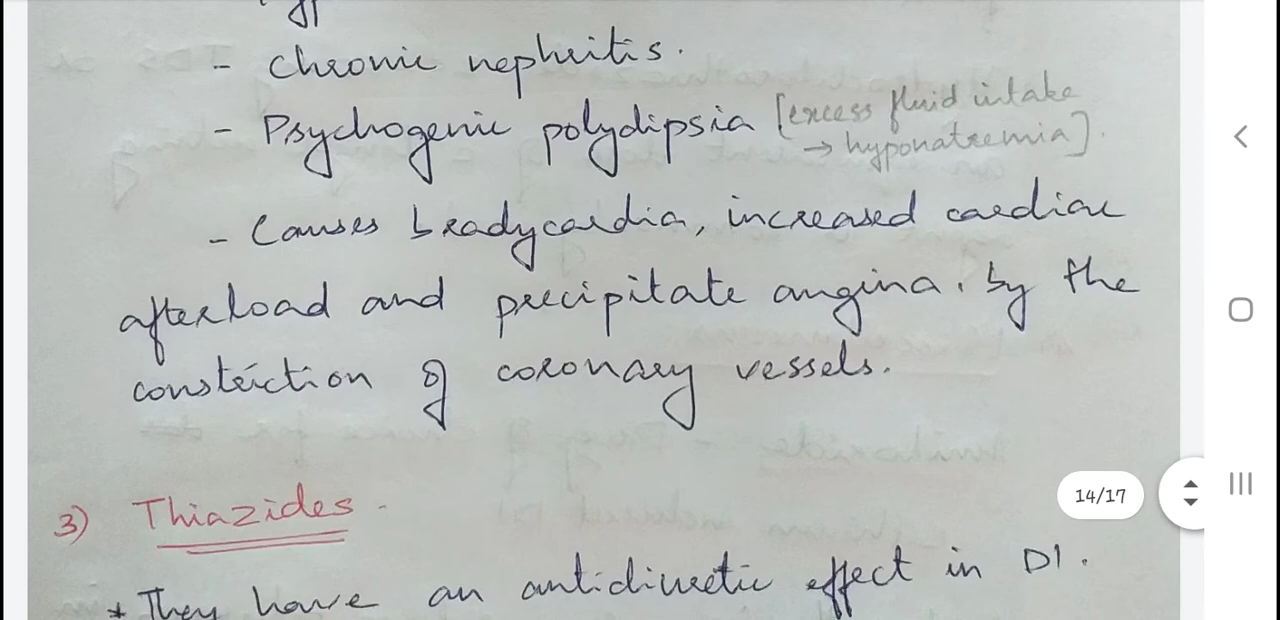 - Chronic nephritis.
- Psychogenic polydipsia [excess fluid intake
→ hyponatremia].
- Causes bradycardia, increased cardiac
afterload and precipitate angina. by the
constriction of coronary vessels.
14/17
3) Thiazides.
* They have an antidiuretic effect in DI.